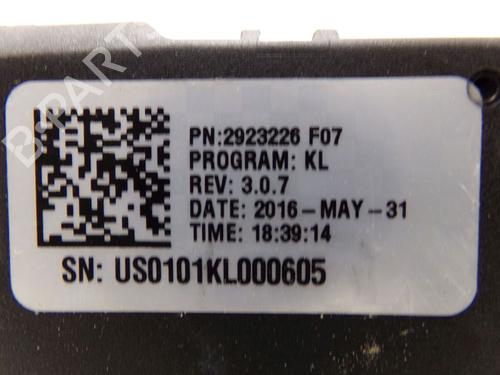 B-PARTS
PN:2923226 F07
PROGRAM: KL
REV: 3.0.7
DATE: 2016-MAY-31
TIME: 18:39:14
SN: US0101KL000605